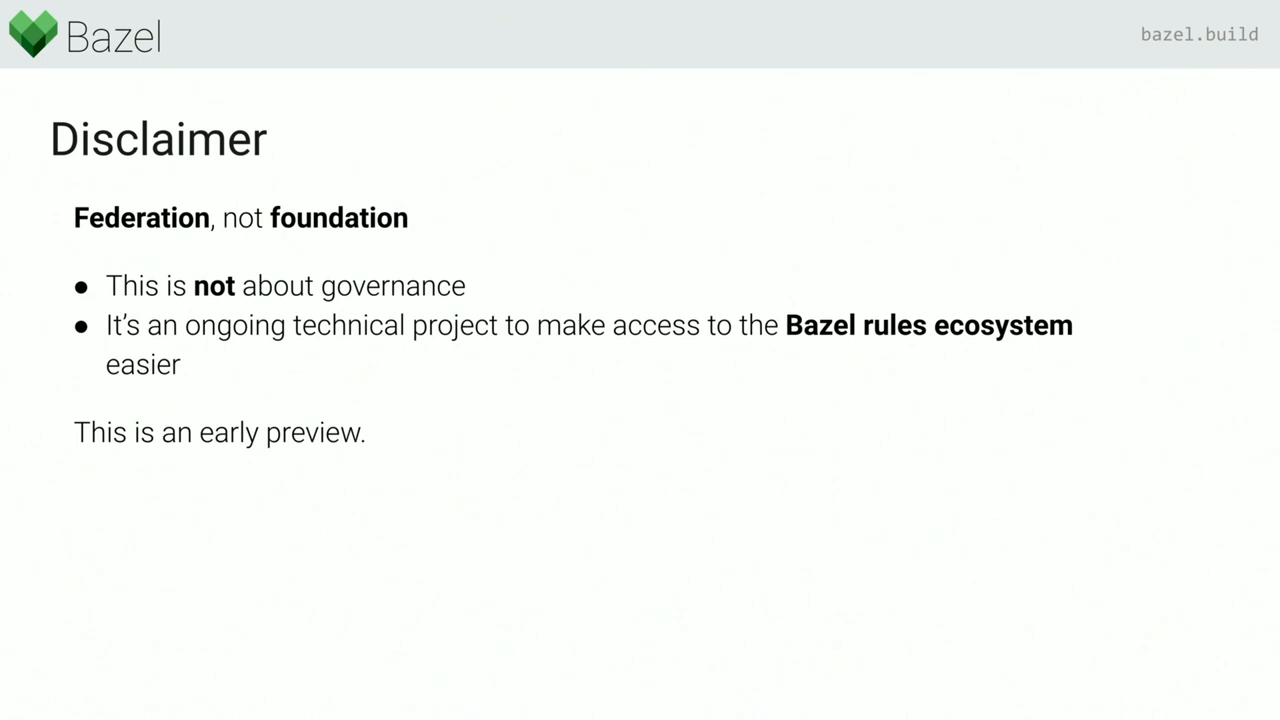 Bazel
bazel.build
Disclaimer
Federation, not foundation
● This is not about governance
● It’s an ongoing technical project to make access to the Bazel rules ecosystem
easier
This is an early preview.